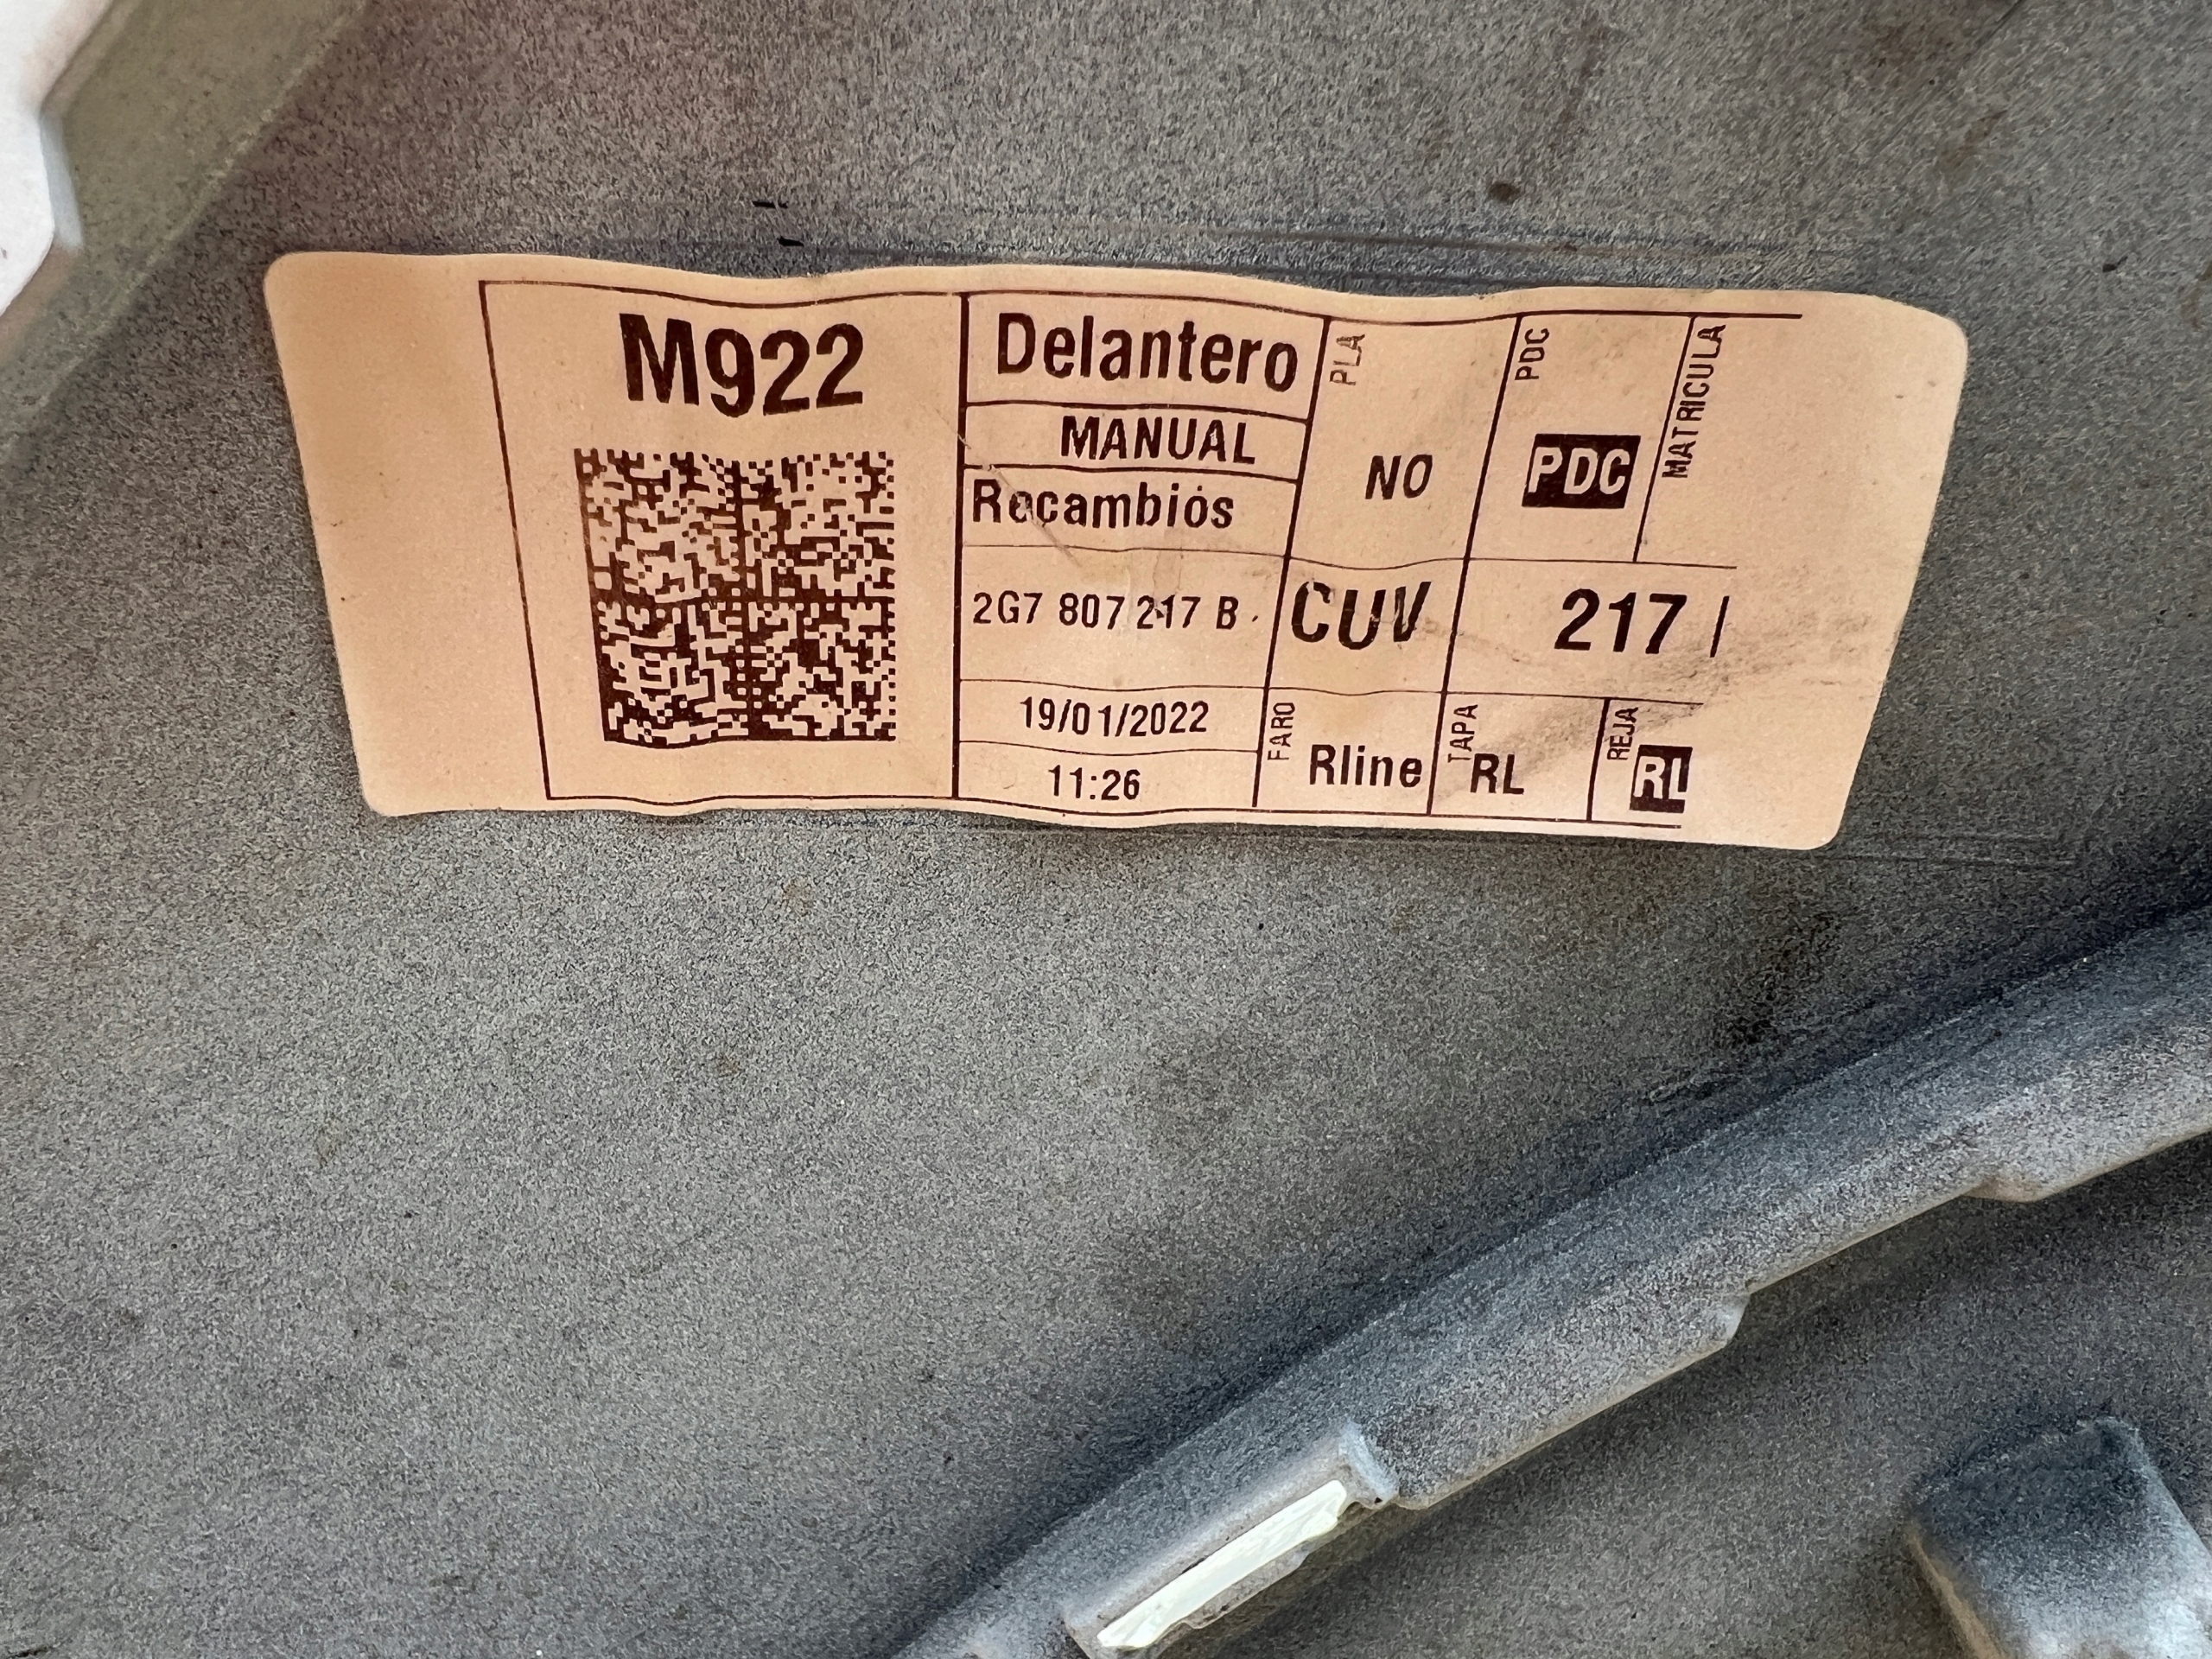 M922
Delantero
MANUAL
Recambios
2G7 807 217 B
19/01/2022
11:26
PLA
NO
PDC
PDC
MATRICULA
CUV
217 |
FARO
Rline
TAPA
RL
REJA
RL